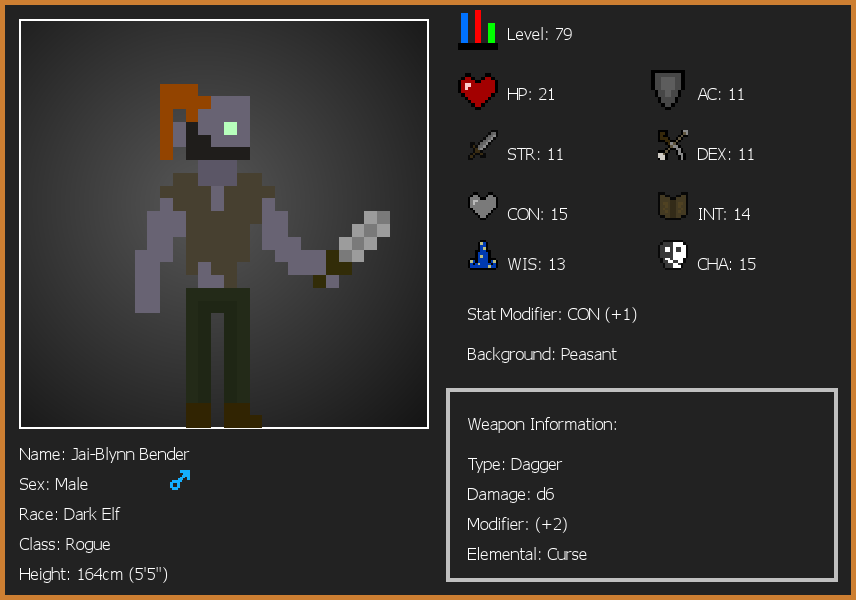 Level: 79
HP: 21
AC: 11
STR: 11
DEX: 11
CON: 15
INT: 14
WIS: 13
CHA: 15
Stat Modifier: CON (+1)
Background: Peasant
Weapon Information:
Type: Dagger
Damage: d6
Modifier: (+2)
Elemental: Curse
Name: Jai-Blynn Bender
Sex: Male
Race: Dark Elf
Class: Rogue
Height: 164cm (5'5")